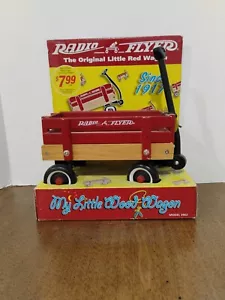 RADIO FLYER
The Original Little Red Wa
$7.99
Since
1917
RADIO FLYER
My Little Wood Wagon